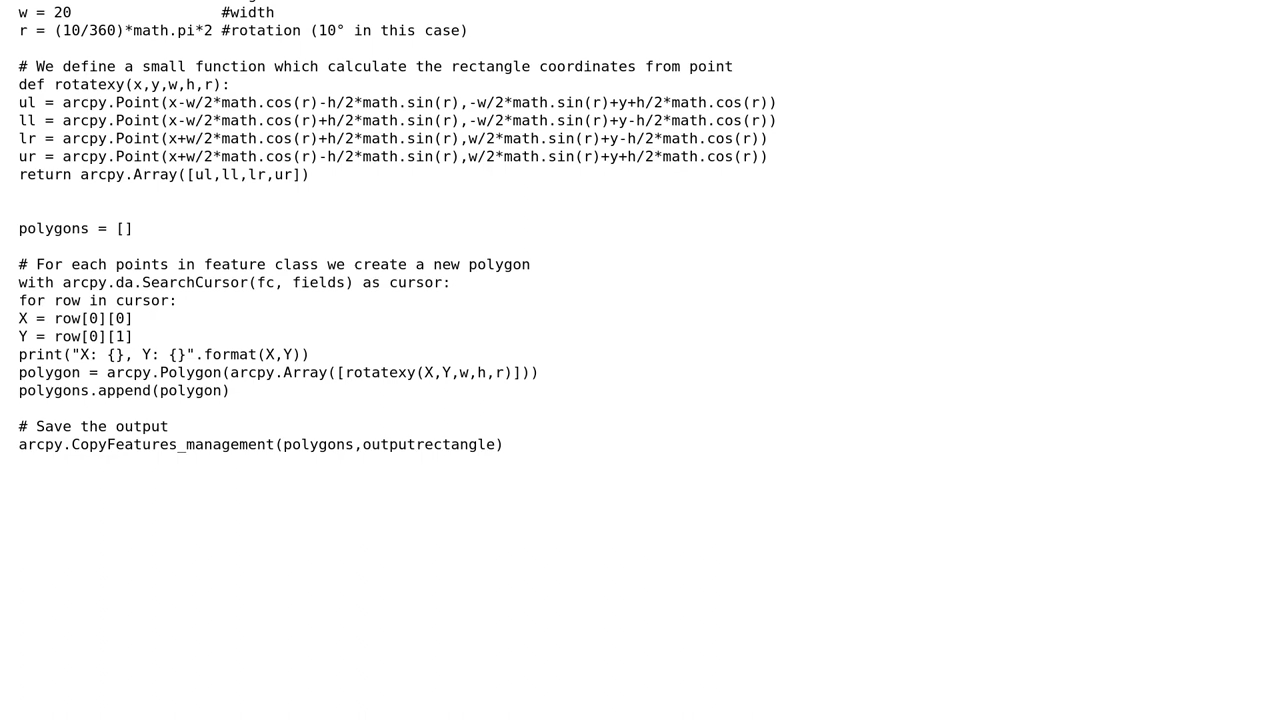 w = 20                 #width
r = (10/360)*math.pi*2 #rotation (10° in this case)
# We define a small function which calculate the rectangle coordinates from point
def rotatexy(x,y,w,h,r):
ul = arcpy.Point(x-w/2*math.cos(r)-h/2*math.sin(r),-w/2*math.sin(r)+y+h/2*math.cos(r))
ll = arcpy.Point(x-w/2*math.cos(r)+h/2*math.sin(r),-w/2*math.sin(r)+y-h/2*math.cos(r))
lr = arcpy.Point(x+w/2*math.cos(r)+h/2*math.sin(r),w/2*math.sin(r)+y-h/2*math.cos(r))
ur = arcpy.Point(x+w/2*math.cos(r)-h/2*math.sin(r),w/2*math.sin(r)+y+h/2*math.cos(r))
return arcpy.Array([ul,ll,lr,ur])
polygons = []
# For each points in feature class we create a new polygon
with arcpy.da.SearchCursor(fc, fields) as cursor:
for row in cursor:
X = row[0][0]
Y = row[0][1]
print("X: {}, Y: {}".format(X,Y))
polygon = arcpy.Polygon(arcpy.Array([rotatexy(X,Y,w,h,r)]))
polygons.append(polygon)
# Save the output
arcpy.CopyFeatures_management(polygons,outputrectangle)